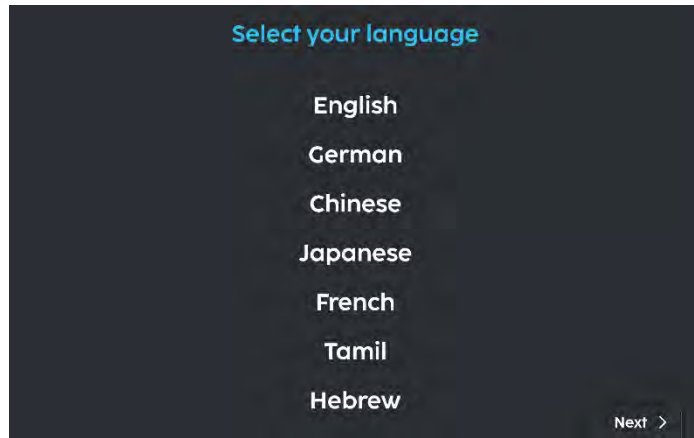 Select your language
English
German
Chinese
Japanese
French
Tamil
Hebrew
Next >